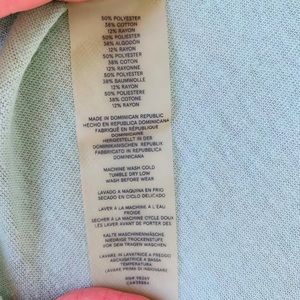 50% POLYESTER
38% COTTON
12% RAYON
50% POLIESTER
38% ALGODÓN
12% RAYON
50% POLYESTER
38% COTON
12% RAYONNE
50% POLYESTER
38% BAUMWOLLE
12% RAYON
50% POLIESTERE
38% COTONE
12% RAYON
MADE IN DOMINICAN REPUBLIC
HECHO EN REPUBLICA DOMINICANA
FABRIQUÉ EN RÉPUBLIQUE
DOMINICAINE
HERGESTELLT IN DER
DOMINIKANISCHEN REPUBLIK
FABBRICATO IN REPUBBLICA
DOMINICANA
MACHINE WASH COLD
TUMBLE DRY LOW
WASH BEFORE WEAR
LAVADO A MAQUINA EN FRIO
SECADO EN CICLO DELICADO
LAVER A LA MACHINE A L'EAU
FROIDE
SECHER A LA MACHINE CYCLE DOUX
LES LAVER AVANT DE PORTER
KALTE MASCHINENWÄSCHE
NIEDRIGE TROCKENSTUFE
VOR DEM TRAGEN WASCHEN
LAVARE IN LAVATRICE A FREDDO
ASCIUGATRICE A BASSA
TEMPERATURA
LAVARE PRIMA DI INDOSSARE